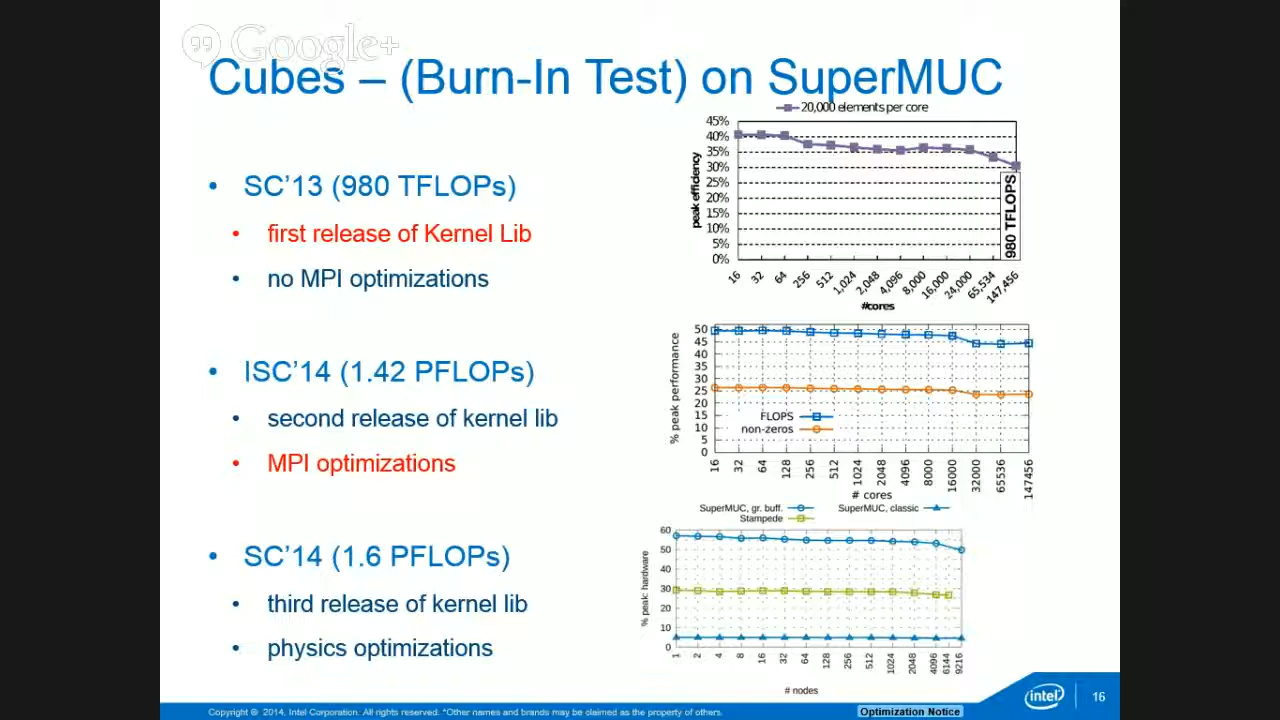 Google+
Cubes – (Burn-In Test) on SuperMUC
• SC'13 (980 TFLOPs)
• first release of Kernel Lib
• no MPI optimizations
• ISC'14 (1.42 PFLOPs)
• second release of kernel lib
• MPI optimizations
• SC'14 (1.6 PFLOPs)
• third release of kernel lib
• physics optimizations
20,000 elements per core
peak efficiency
45%
40%
35%
30%
25%
20%
15%
10%
5%
0%
980 TFLOPS
16 32 64 256 512 1,024 2,048 4,096 8,000 16,000 24,000 65,534 147,456
#cores
% peak performance
50
45
40
35
30
25
20
15
10
5
0
FLOPS
non-zeros
16 32 64 128 256 512 1024 2048 4096 8000 16000 32000 65536 147456
# cores
SuperMUC, gr. buff. SuperMUC, classic
Stampede
% peak: hardware
60
50
40
30
20
10
0
1 2 4 8 16 32 64 128 256 512 1024 2048 4096 6144 9216
# nodes
Copyright © 2014, Intel Corporation. All rights reserved. *Other names and brands may be claimed as the property of others.
Optimization Notice
intel
16